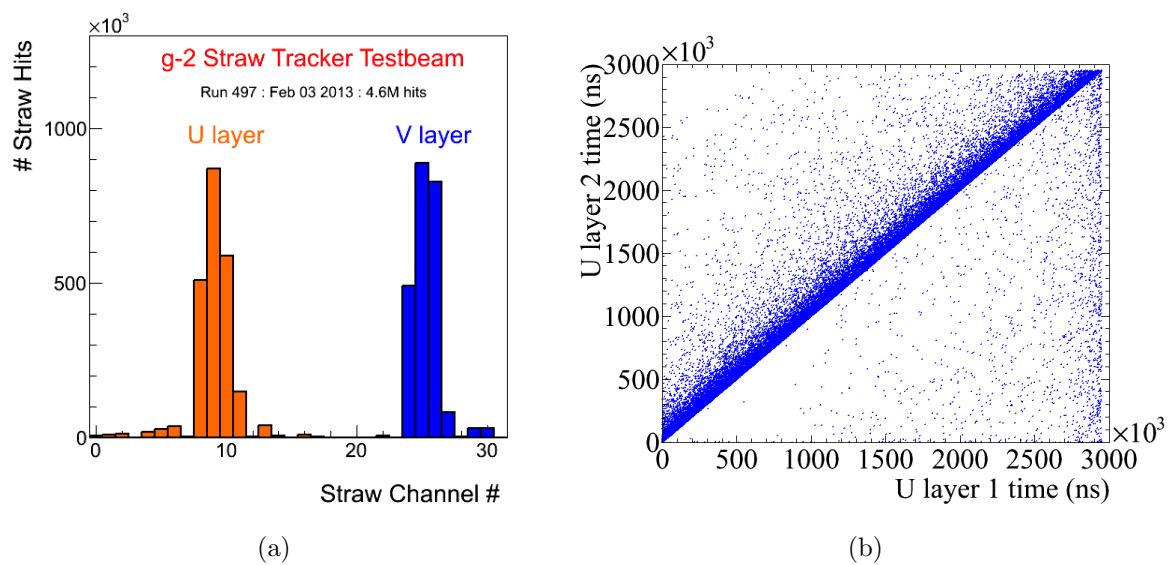 ×10³
g-2 Straw Tracker Testbeam
Run 497 : Feb 03 2013 : 4.6M hits
U layer
V layer
# Straw Hits
1000
500
0
0 10 20 30
Straw Channel #
(a)
×10³
U layer 2 time (ns)
3000
2500
2000
1500
1000
500
0
0 500 1000 1500 2000 2500 3000
×10³
U layer 1 time (ns)
(b)